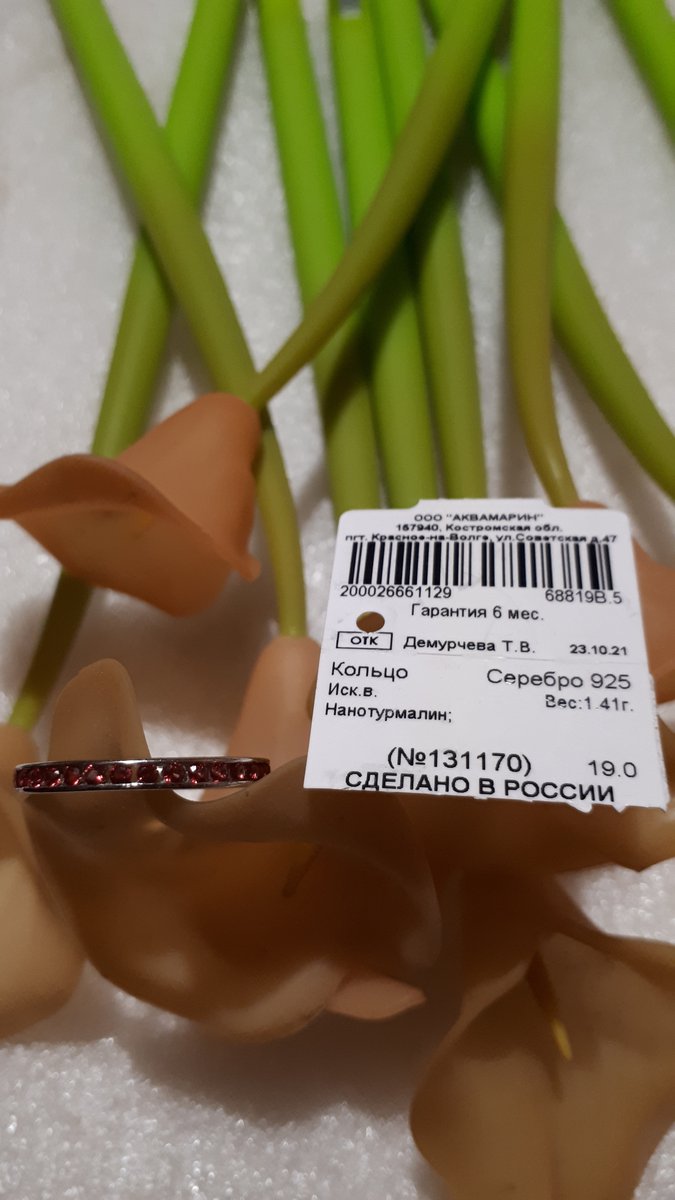 ООО "АКВАМАРИН"
157940, Костромская обл.
пгт. Красное-на-Волге, ул.Советская д.47
200026661129 68819В.5
Гарантия 6 мес.
ОТК Демурчева Т.В. 23.10.21
Кольцо Серебро 925
Иск.в. Вес:1.41г.
Нанотурмалин;
(№131170) 19.0
СДЕЛАНО В РОССИИ